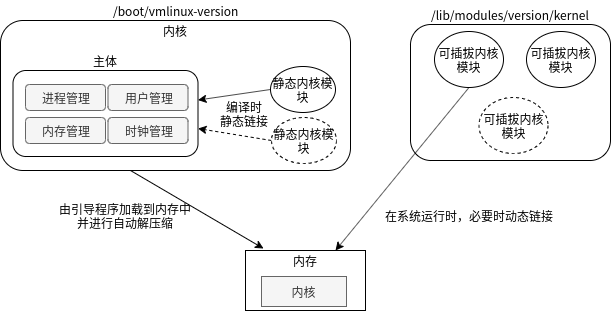 /boot/vmlinux-version
内核
主体
进程管理
用户管理
内存管理
时钟管理
静态内核模
块
编译时
静态链接
静态内核模
块
/lib/modules/version/kernel
可插拔内核
模块
可插拔内核
模块
可插拔内核
模块
由引导程序加载到内存中
并进行自动解压缩
在系统运行时，必要时动态链接
内存
内核